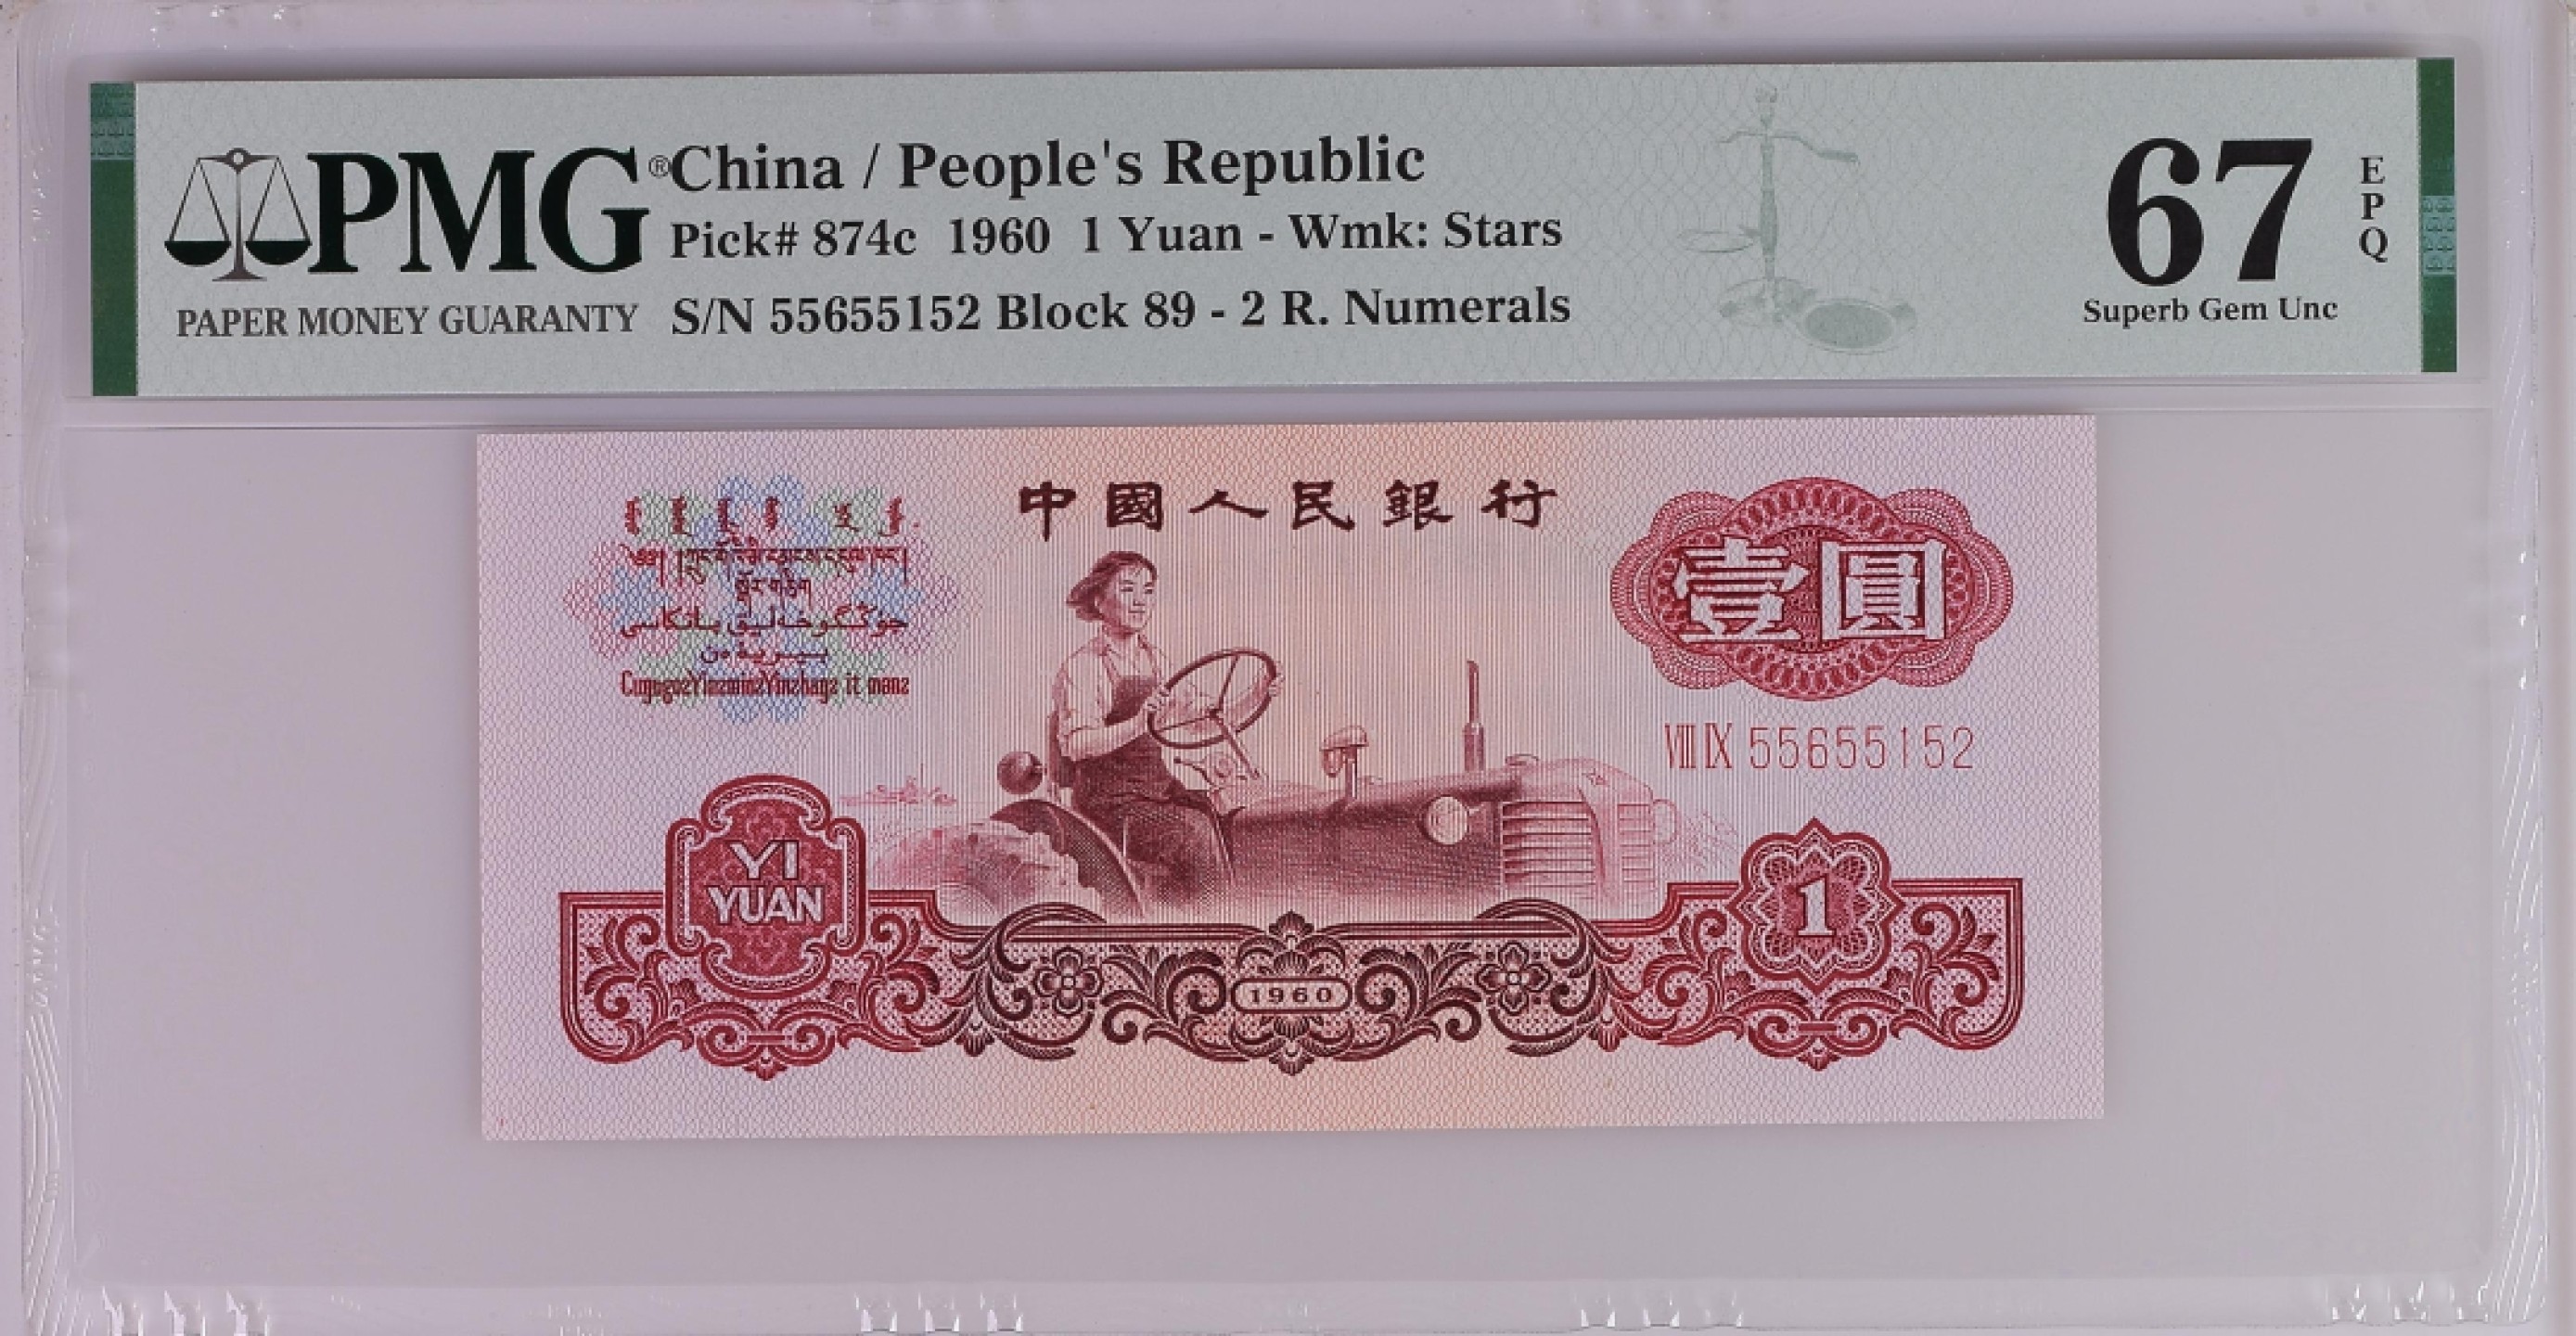 PMG®
PAPER MONEY GUARANTY
China / People's Republic
Pick# 874c 1960 1 Yuan - Wmk: Stars
S/N 55655152 Block 89 - 2 R. Numerals
67
EPQ
Superb Gem Unc
中國人民銀行
壹圓
VIII IX 55655152
YI
YUAN
1
1960